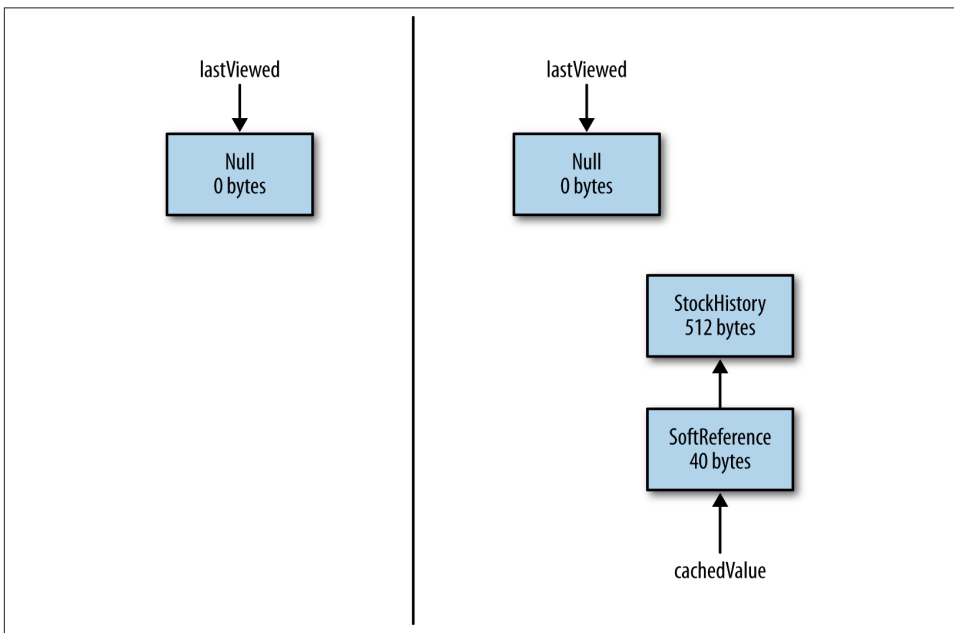 lastViewed
Null
0 bytes
lastViewed
Null
0 bytes
StockHistory
512 bytes
SoftReference
40 bytes
cachedValue